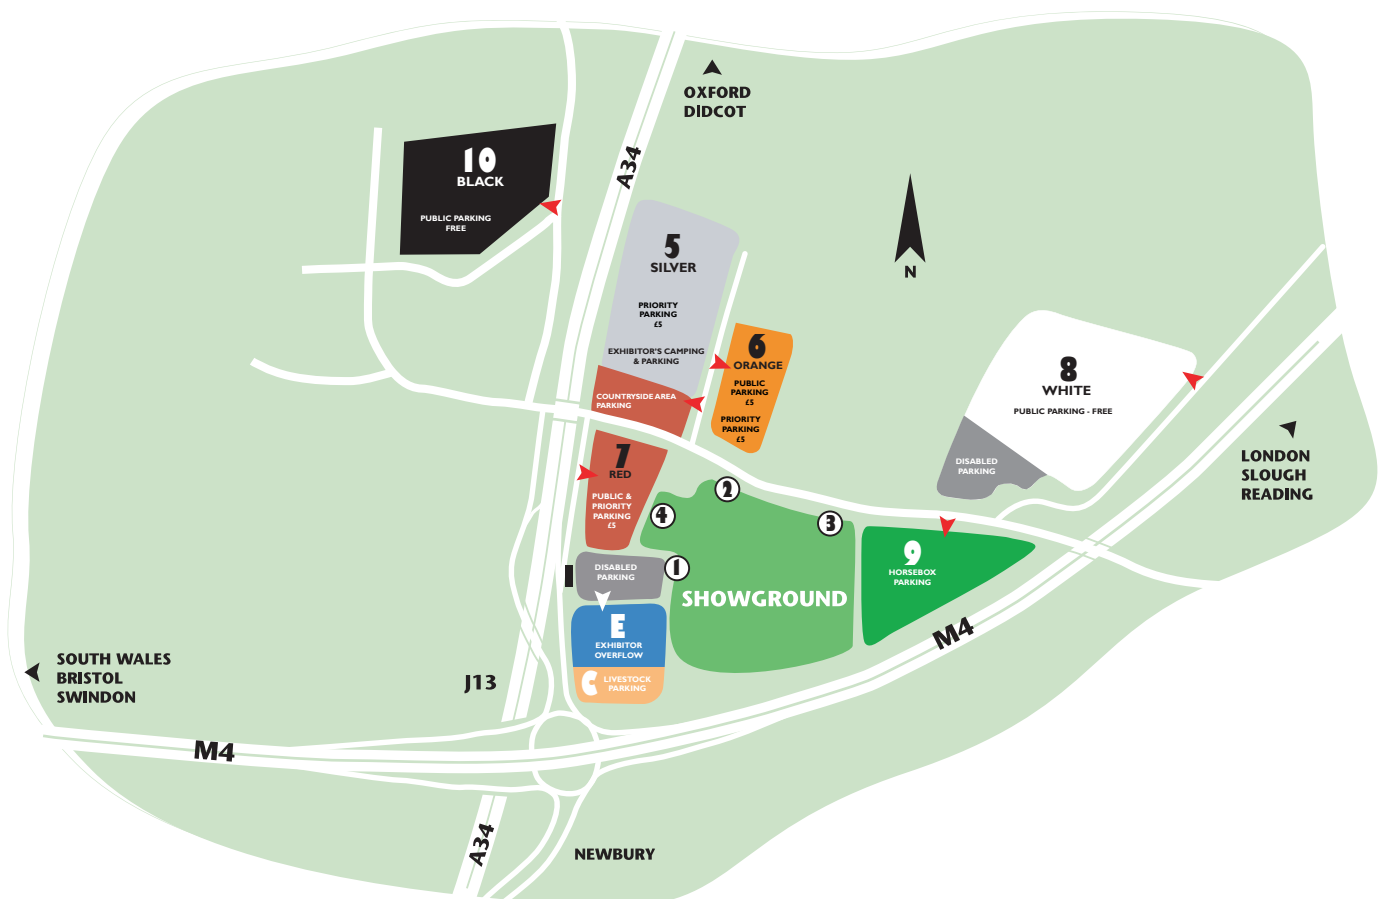 OXFORD
DIDCOT
A34
10
BLACK
PUBLIC PARKING
FREE
5
SILVER
PRIORITY
PARKING
£5
EXHIBITOR'S CAMPING
& PARKING
COUNTRYSIDE AREA
PARKING
6
ORANGE
PUBLIC
PARKING
£5
PRIORITY
PARKING
£5
N
8
WHITE
PUBLIC PARKING - FREE
DISABLED
PARKING
LONDON
SLOUGH
READING
7
RED
PUBLIC &
PRIORITY
PARKING
£5
2
4
3
1
DISABLED
PARKING
SHOWGROUND
9
HORSEBOX
PARKING
E
EXHIBITOR
OVERFLOW
C
LIVESTOCK
PARKING
M4
SOUTH WALES
BRISTOL
SWINDON
J13
M4
A34
NEWBURY